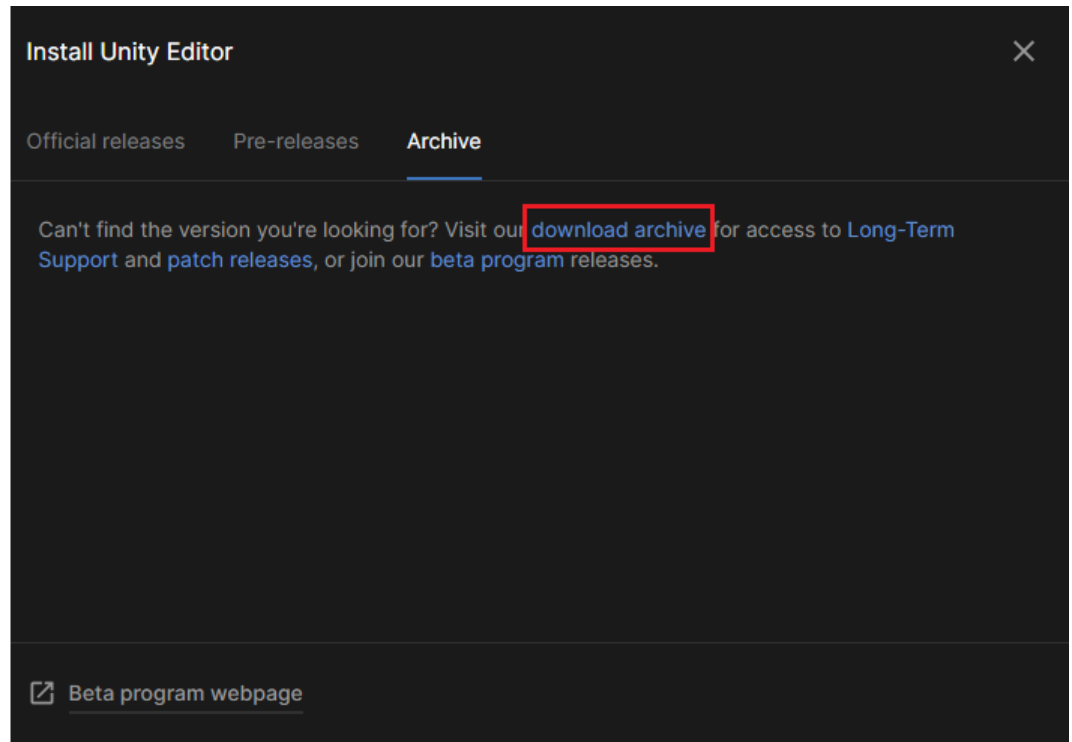 Install Unity Editor
Official releases Pre-releases Archive
Can't find the version you're looking for? Visit our download archive for access to Long-Term
Support and patch releases, or join our beta program releases.
Beta program webpage